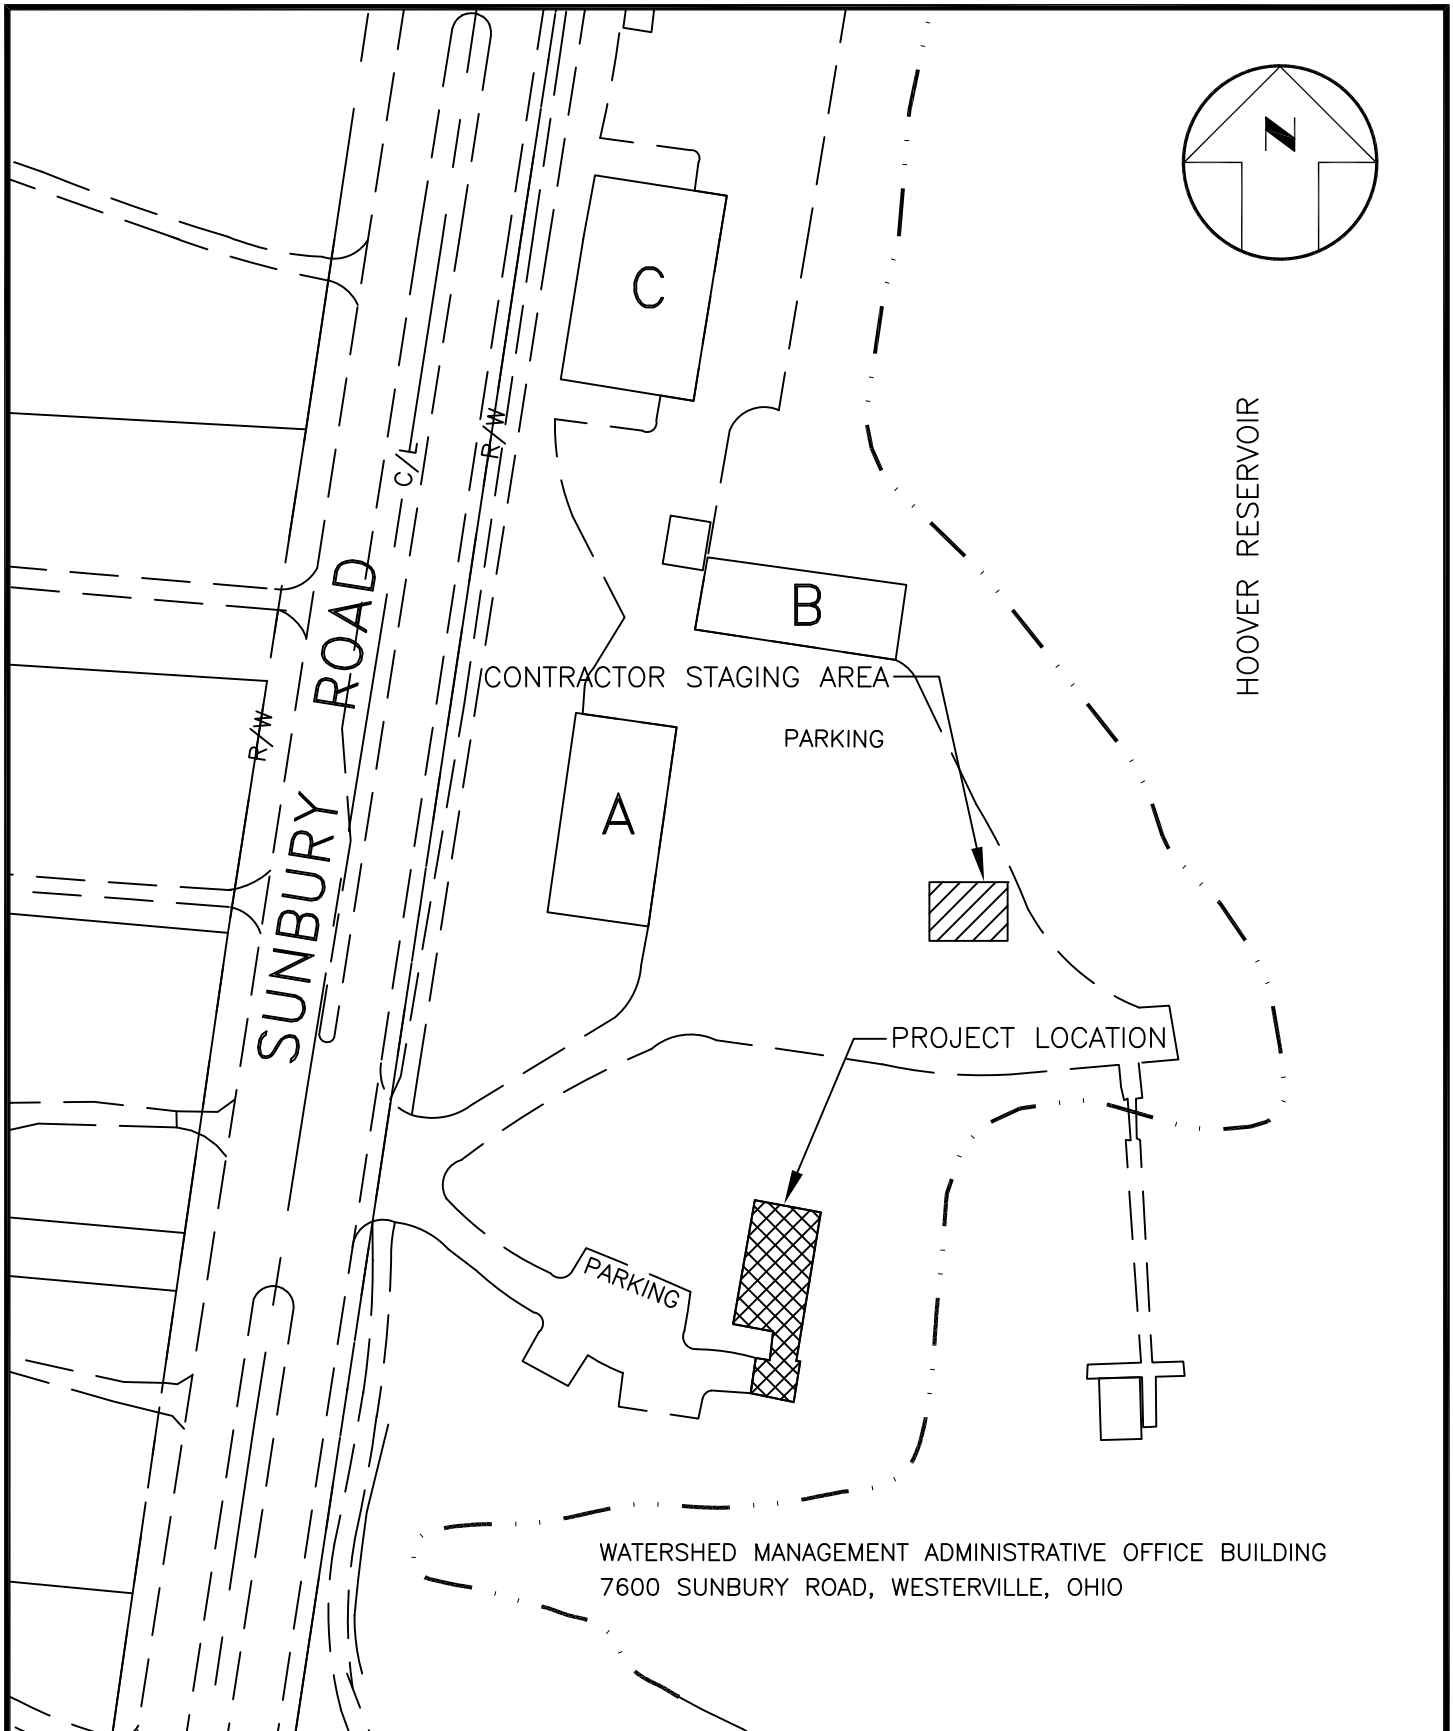 N
C
HOOVER RESERVOIR
R/W
C/L
B
CONTRACTOR STAGING AREA
PARKING
R/W
SUNBURY ROAD
A
PROJECT LOCATION
PARKING
WATERSHED MANAGEMENT ADMINISTRATIVE OFFICE BUILDING
7600 SUNBURY ROAD, WESTERVILLE, OHIO